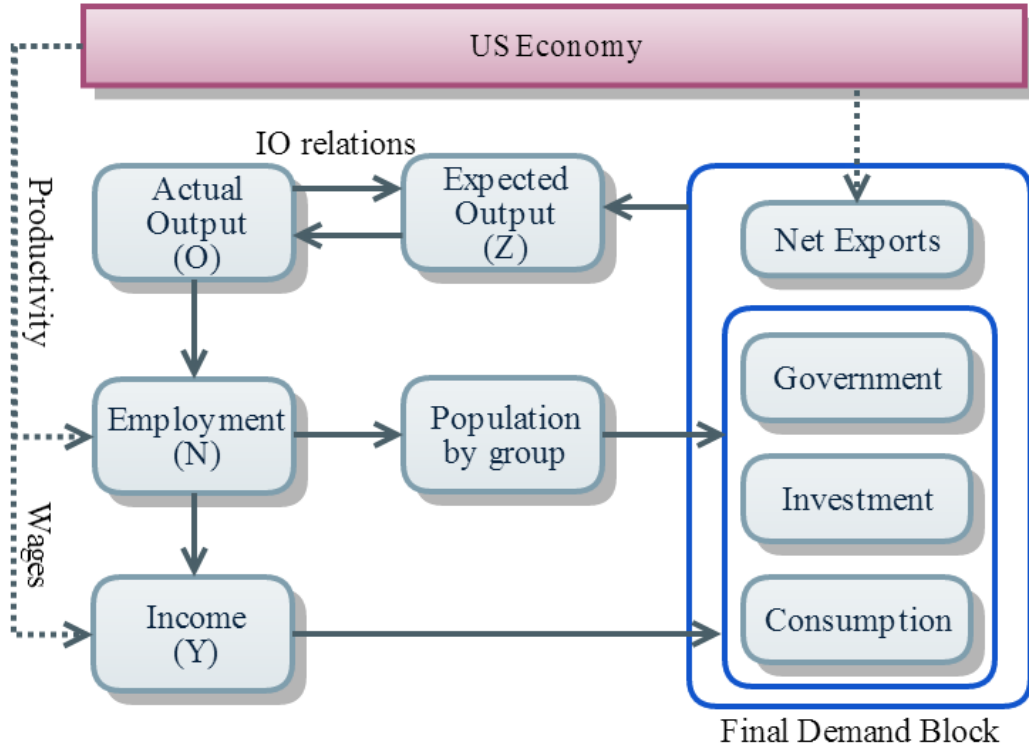 US Economy
IO relations
Actual
Output
(O)
Expected
Output
(Z)
Net Exports
Productivity
Government
Employment
(N)
Population
by group
Investment
Wages
Income
(Y)
Consumption
Final Demand Block